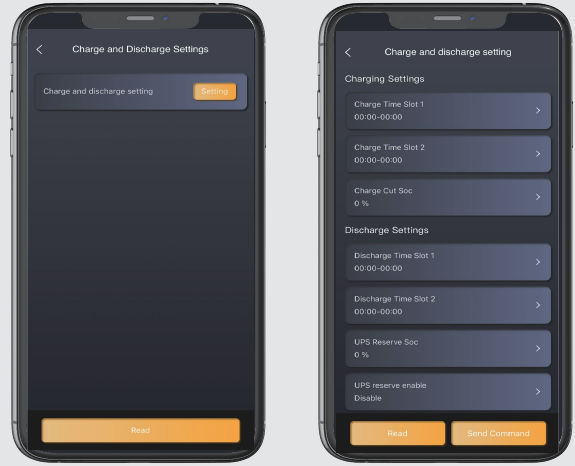 Charge and Discharge Settings
Charge and discharge setting
Setting
Read
Charge and discharge setting
Charging Settings
Charge Time Slot 1
00:00-00:00
Charge Time Slot 2
00:00-00:00
Charge Cut Soc
0 %
Discharge Settings
Discharge Time Slot 1
00:00-00:00
Discharge Time Slot 2
00:00-00:00
UPS Reserve Soc
0 %
UPS reserve enable
Disable
Read
Send Command